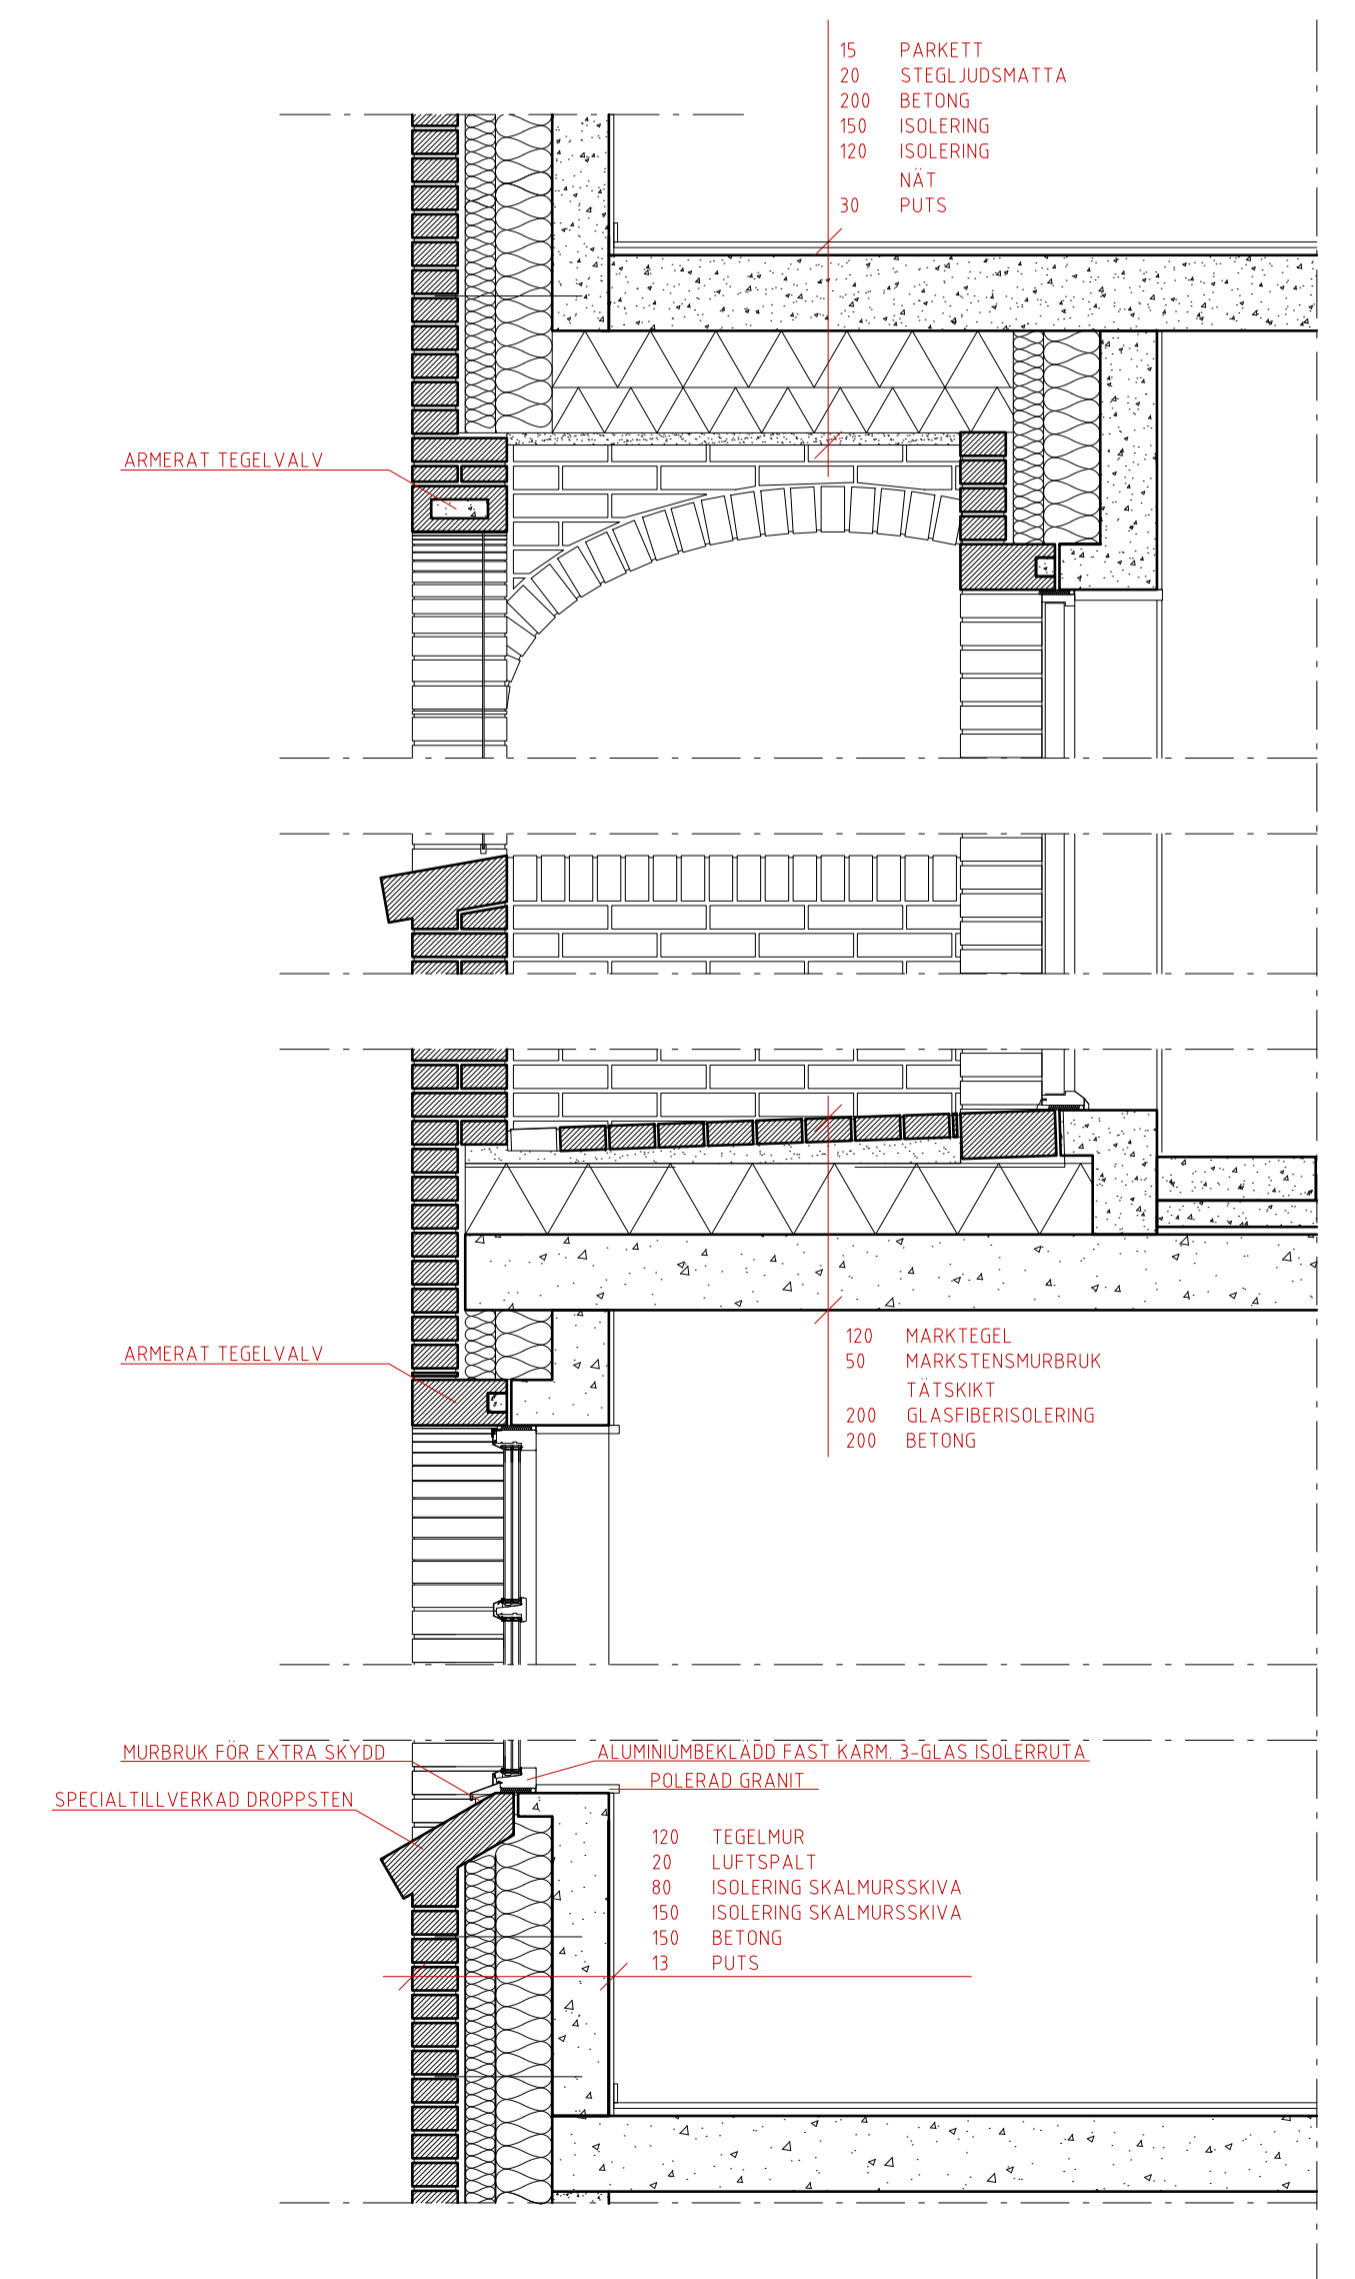 15 PARKETT
20 STEGLJUDSMATTA
200 BETONG
150 ISOLERING
120 ISOLERING
NÄT
30 PUTS
ARMERAT TEGELVALV
ARMERAT TEGELVALV
120 MARKTEGEL
50 MARKSTENSMURBRUK
TÄTSKIKT
200 GLASFIBERISOLERING
200 BETONG
MURBRUK FÖR EXTRA SKYDD
ALUMINIUMBEKLÄDD FAST KARM. 3-GLAS ISOLERRUTA
POLERAD GRANIT
SPECIALTILLVERKAD DROPPSTEN
120 TEGELMUR
20 LUFTSPALT
80 ISOLERING SKALMURSSKIVA
150 ISOLERING SKALMURSSKIVA
150 BETONG
13 PUTS